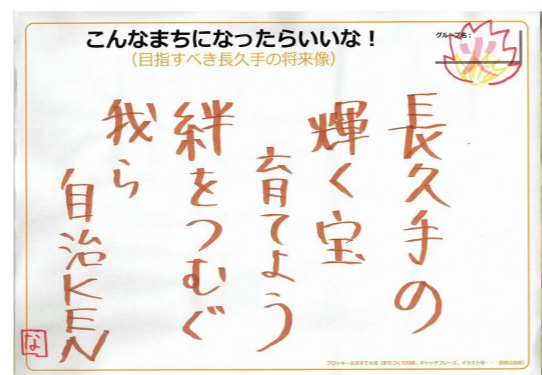 こんなまちになったらいいな！
（目指すべき長久手の将来像）
グループ名：
火
長久手の
輝く宝
育てよう
絆をつむぐ
我ら
自治KEN
な